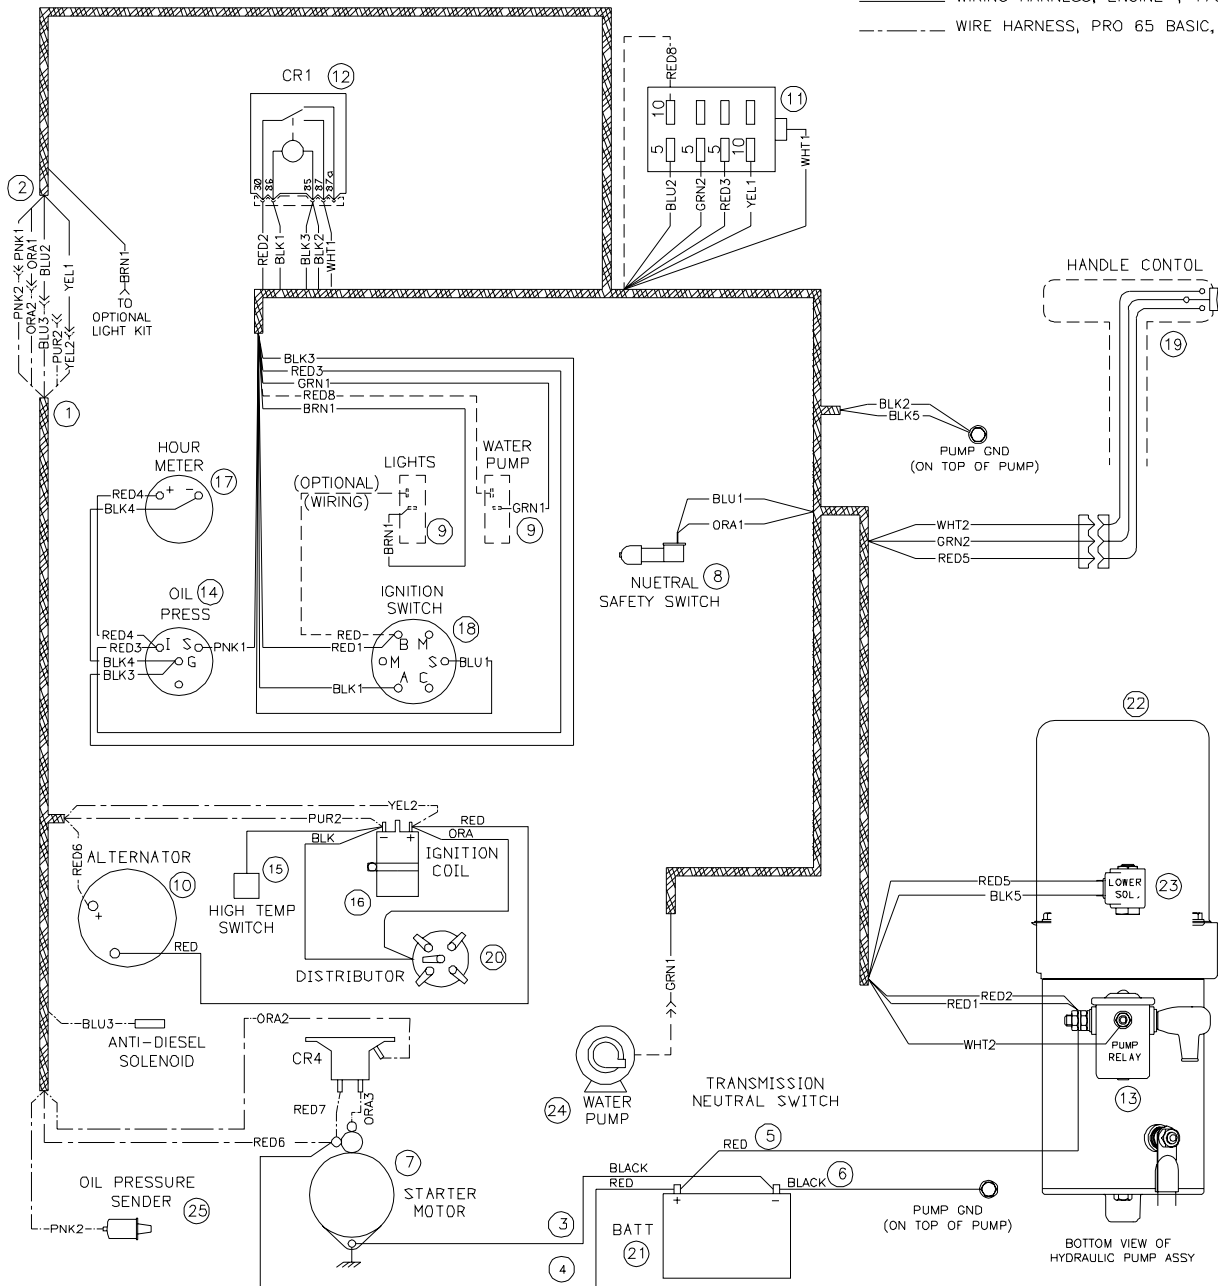 WIRE HARNESS, PRO 65 BASIC,
CR1 12
RED8
10
5 5 5 10
11
WHT1
BLU2 GRN2 RED3 YEL1
30 86 85 87 87a
RED2 BLK1 BLK3 BLK2 WHT1
2
PNK1 ORA1 BLU2 YEL1 BRN1
PNK2 ORA2 BLU3 PUR2 YEL2
TO
OPTIONAL
LIGHT KIT
1
HANDLE CONTOL
19
BLK3
RED3
GRN1
RED8
BRN1
BLK2
BLK5
PUMP GND
(ON TOP OF PUMP)
HOUR
METER 17
RED4 + -
BLK4
LIGHTS
WATER
PUMP
(OPTIONAL)
(WIRING)
BRN1
9
GRN1
9
BLU1
ORA1
NUETRAL 8
SAFETY SWITCH
WHT2
GRN2
RED5
OIL 14
PRESS
RED4 I S PNK1
RED3
BLK4 G
BLK3
IGNITION
SWITCH
18
RED B M
RED1
M S BLU1
A C
BLK1
22
YEL2
PUR2 RED
BLK ORA
- +
IGNITION
COIL
16
RED6
ALTERNATOR
10
+
RED
15
HIGH TEMP
SWITCH
DISTRIBUTOR 20
RED5
BLK5
LOWER
SOL.
23
RED2
RED1
WHT2
PUMP
RELAY
13
BLU3
ANTI-DIESEL
SOLENOID
ORA2
CR4
RED7 ORA3
RED6
GRN1
24
WATER
PUMP
TRANSMISSION
NEUTRAL SWITCH
RED 5
7
STARTER
MOTOR
BLACK
RED
6
BLACK
+ -
BATT
21
3
4
OIL PRESSURE
SENDER 25
PNK2
PUMP GND
(ON TOP OF PUMP)
BOTTOM VIEW OF
HYDRAULIC PUMP ASSY